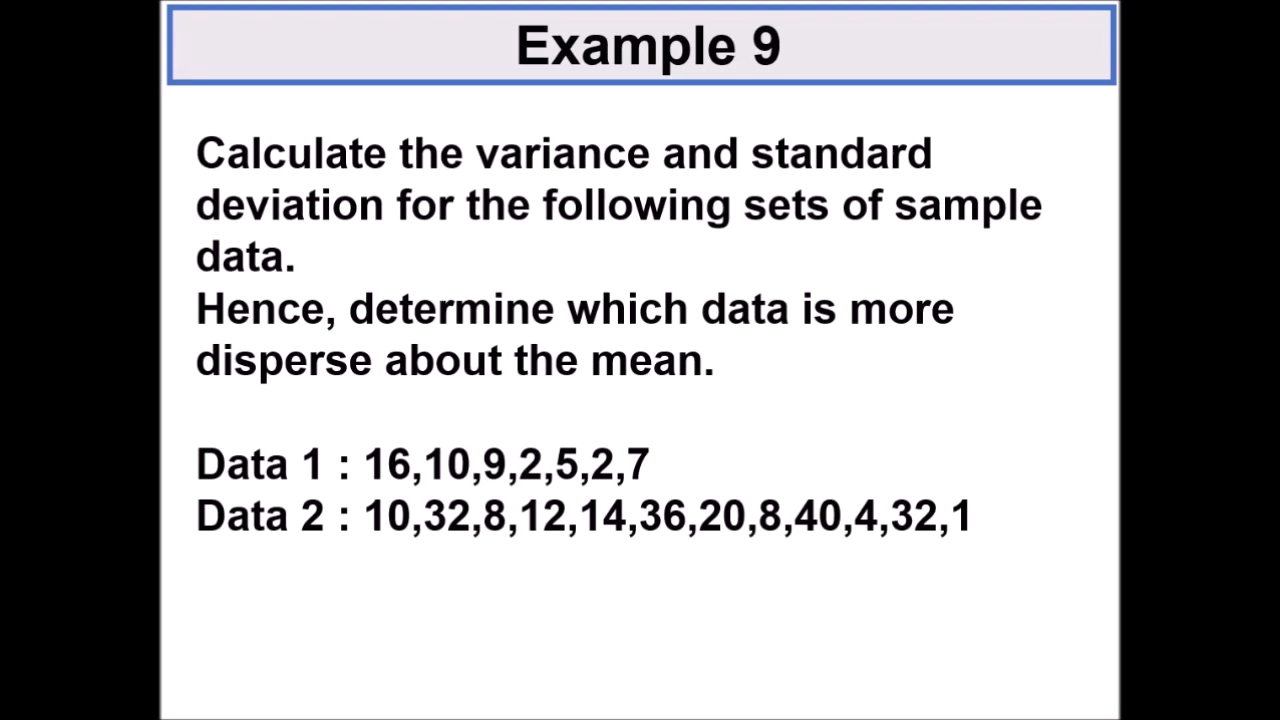 Example 9
Calculate the variance and standard
deviation for the following sets of sample
data.
Hence, determine which data is more
disperse about the mean.
Data 1 : 16,10,9,2,5,2,7
Data 2 : 10,32,8,12,14,36,20,8,40,4,32,1